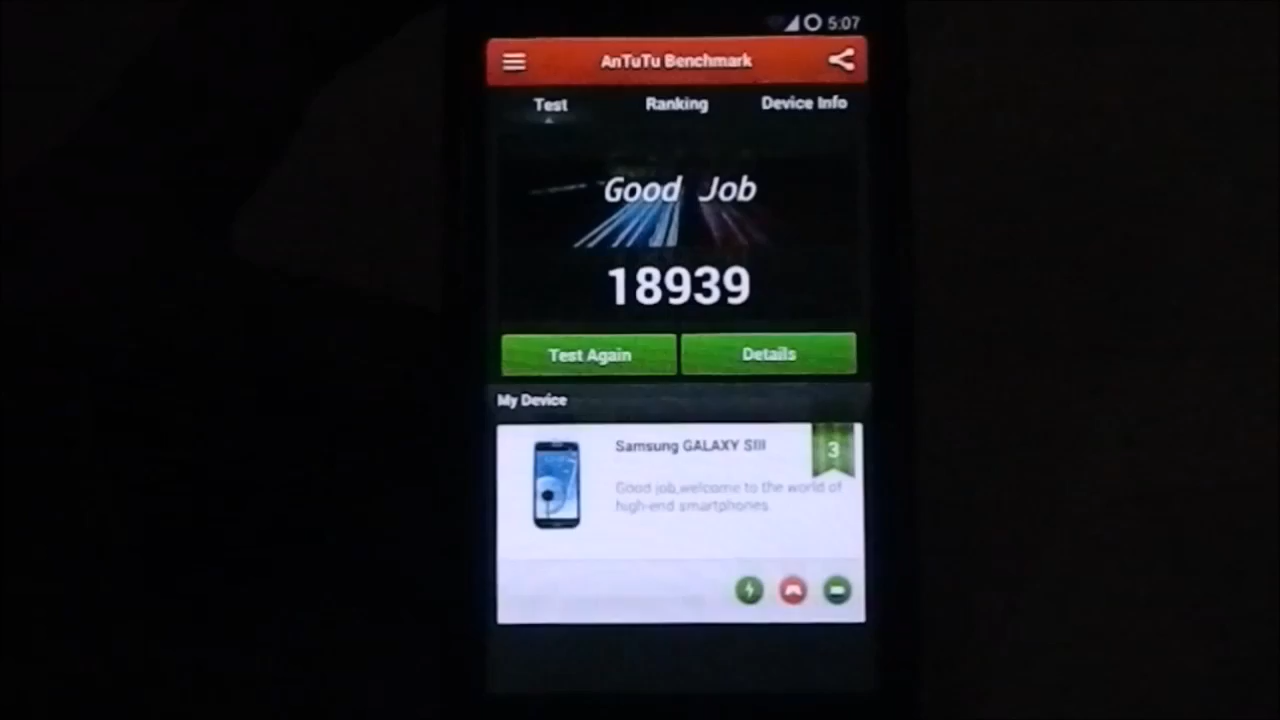 5:07
AnTuTu Benchmark
Test Ranking Device Info
Good Job
18939
Test Again Details
My Device
Samsung GALAXY SIII
3
Good job,welcome to the world of
high-end smartphones.